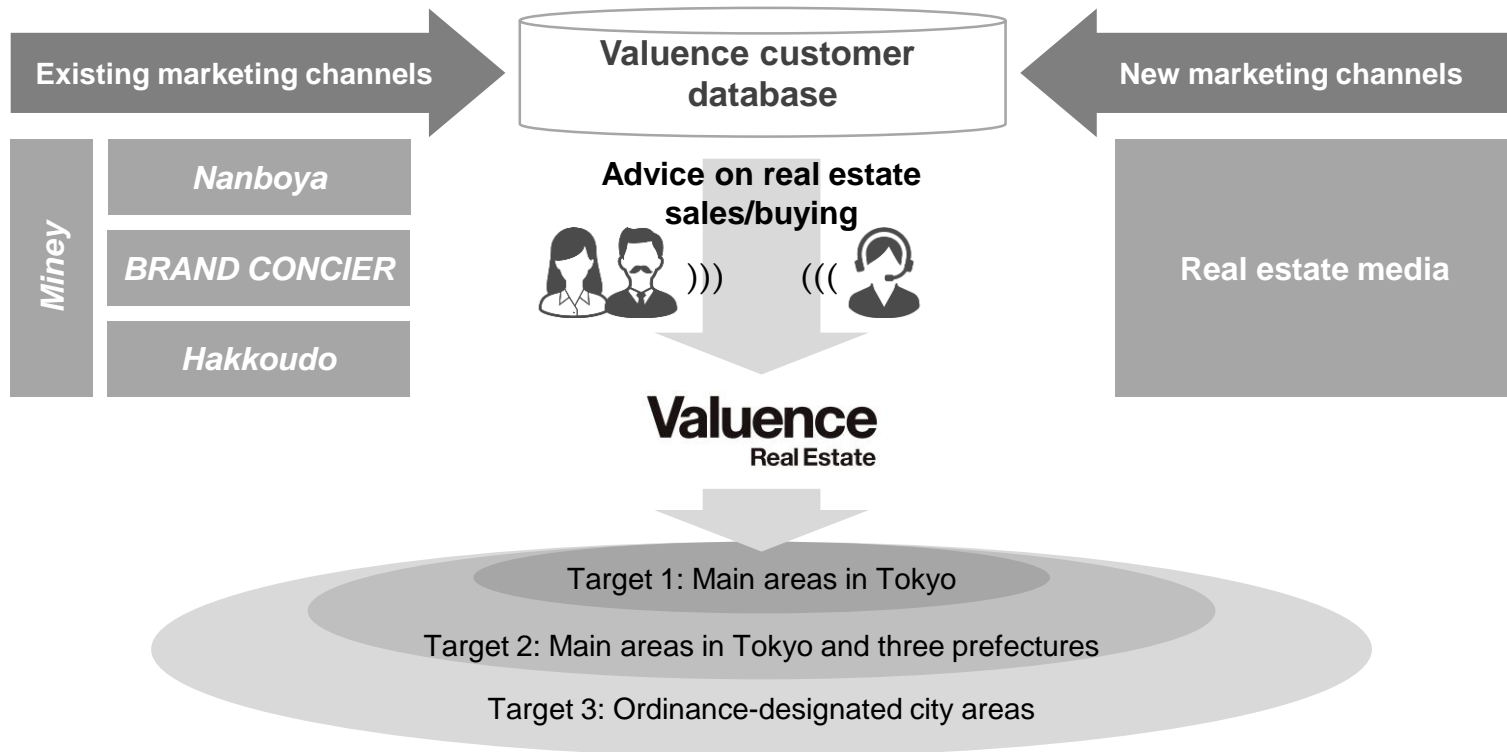 Existing marketing channels
Valuence customer
database
New marketing channels
Miney
Nanboya
BRAND CONCIER
Hakkoudo
Advice on real estate
sales/buying
))) (((
Real estate media
Valuence
Real Estate
Target 1: Main areas in Tokyo
Target 2: Main areas in Tokyo and three prefectures
Target 3: Ordinance-designated city areas